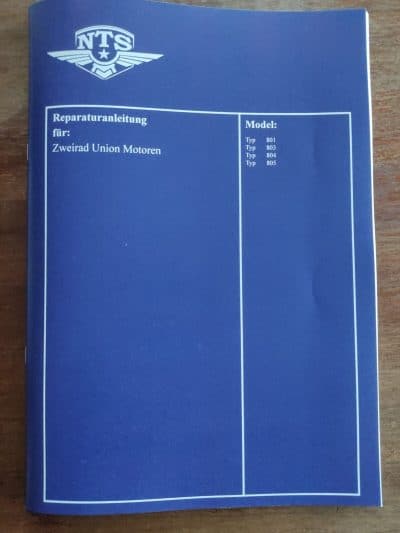 NTS
Reparaturanleitung
für:
Zweirad Union Motoren
Model:
Typ 801
Typ 803
Typ 804
Typ 805